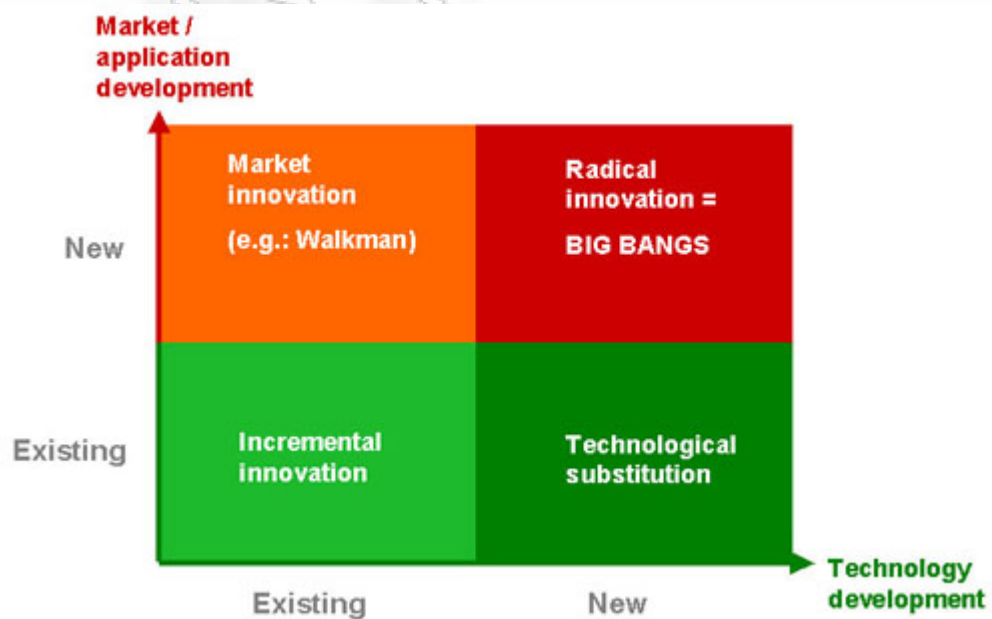 Market /
application
development
Market
innovation
(e.g.: Walkman)
Radical
innovation =
BIG BANGS
New
Existing
Incremental
innovation
Technological
substitution
Existing
New
Technology
development